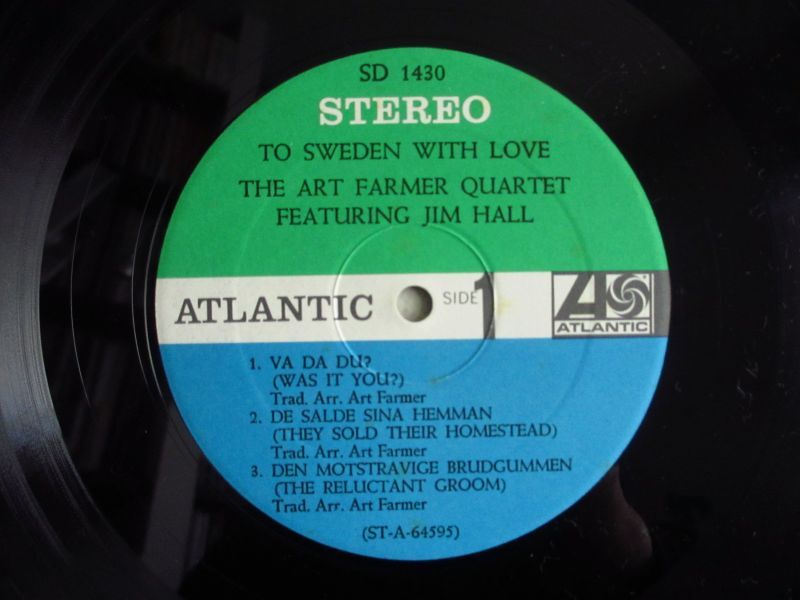 SD 1430
STEREO
TO SWEDEN WITH LOVE
THE ART FARMER QUARTET
FEATURING JIM HALL
ATLANTIC
SIDE 1
ATLANTIC
1. VA DA DU?
(WAS IT YOU?)
Trad. Arr. Art Farmer
2. DE SALDE SINA HEMMAN
(THEY SOLD THEIR HOMESTEAD)
Trad. Arr. Art Farmer
3. DEN MOTSTRAVIGE BRUDGUMMEN
(THE RELUCTANT GROOM)
Trad. Arr. Art Farmer
(ST-A-64595)